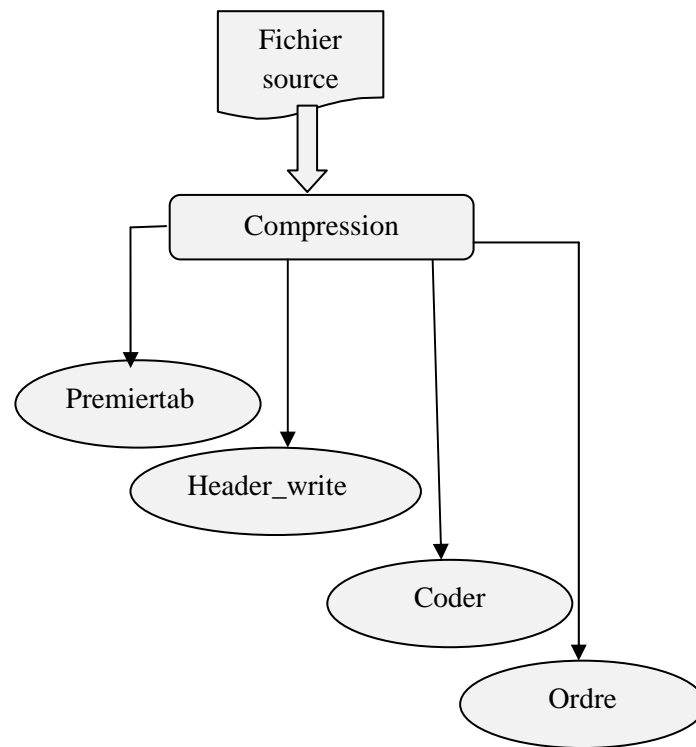 Fichier
source
Compression
Premiertab
Header_write
Coder
Ordre